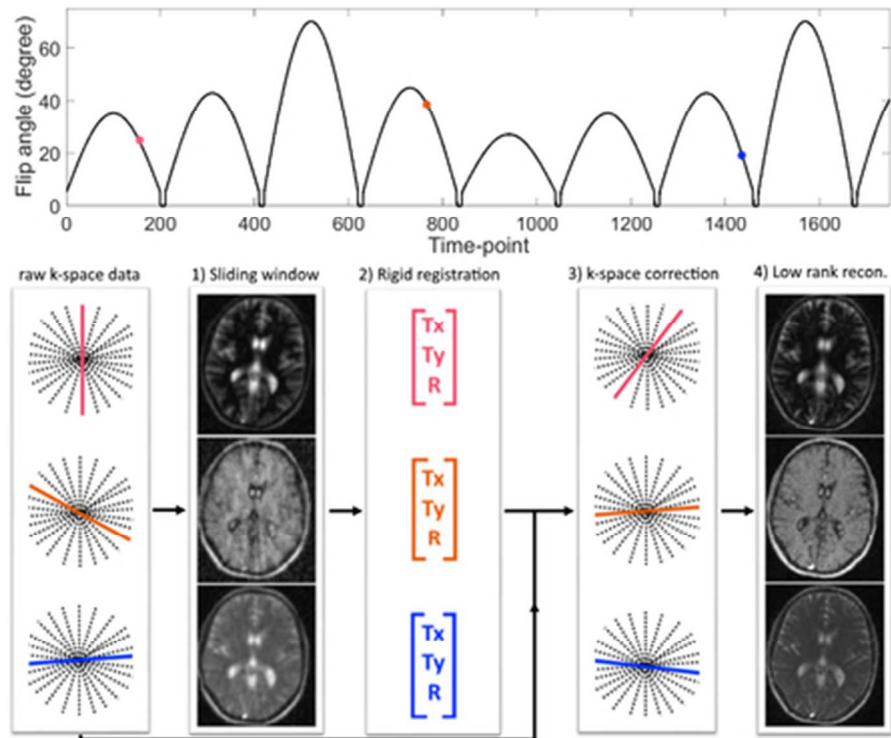 Flip angle (degree)
60
40
20
0
0 200 400 600 800 1000 1200 1400 1600
Time-point
raw k-space data 1) Sliding window 2) Rigid registration 3) k-space correction 4) Low rank recon.
Tx
Ty
R
Tx
Ty
R
Tx
Ty
R